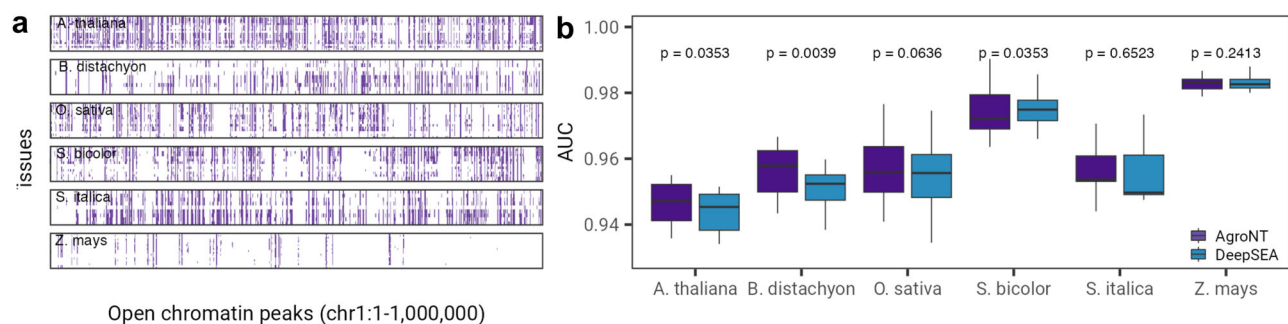 a
A. thaliana
B. distachyon
O. sativa
S. bicolor
S. italica
Z. mays
issues
Open chromatin peaks (chr1:1-1,000,000)
b
1.00
0.98
0.96
0.94
AUC
p = 0.0353
p = 0.0039
p = 0.0636
p = 0.0353
p = 0.6523
p = 0.2413
AgroNT
DeepSEA
A. thaliana
B. distachyon
O. sativa
S. bicolor
S. italica
Z. mays